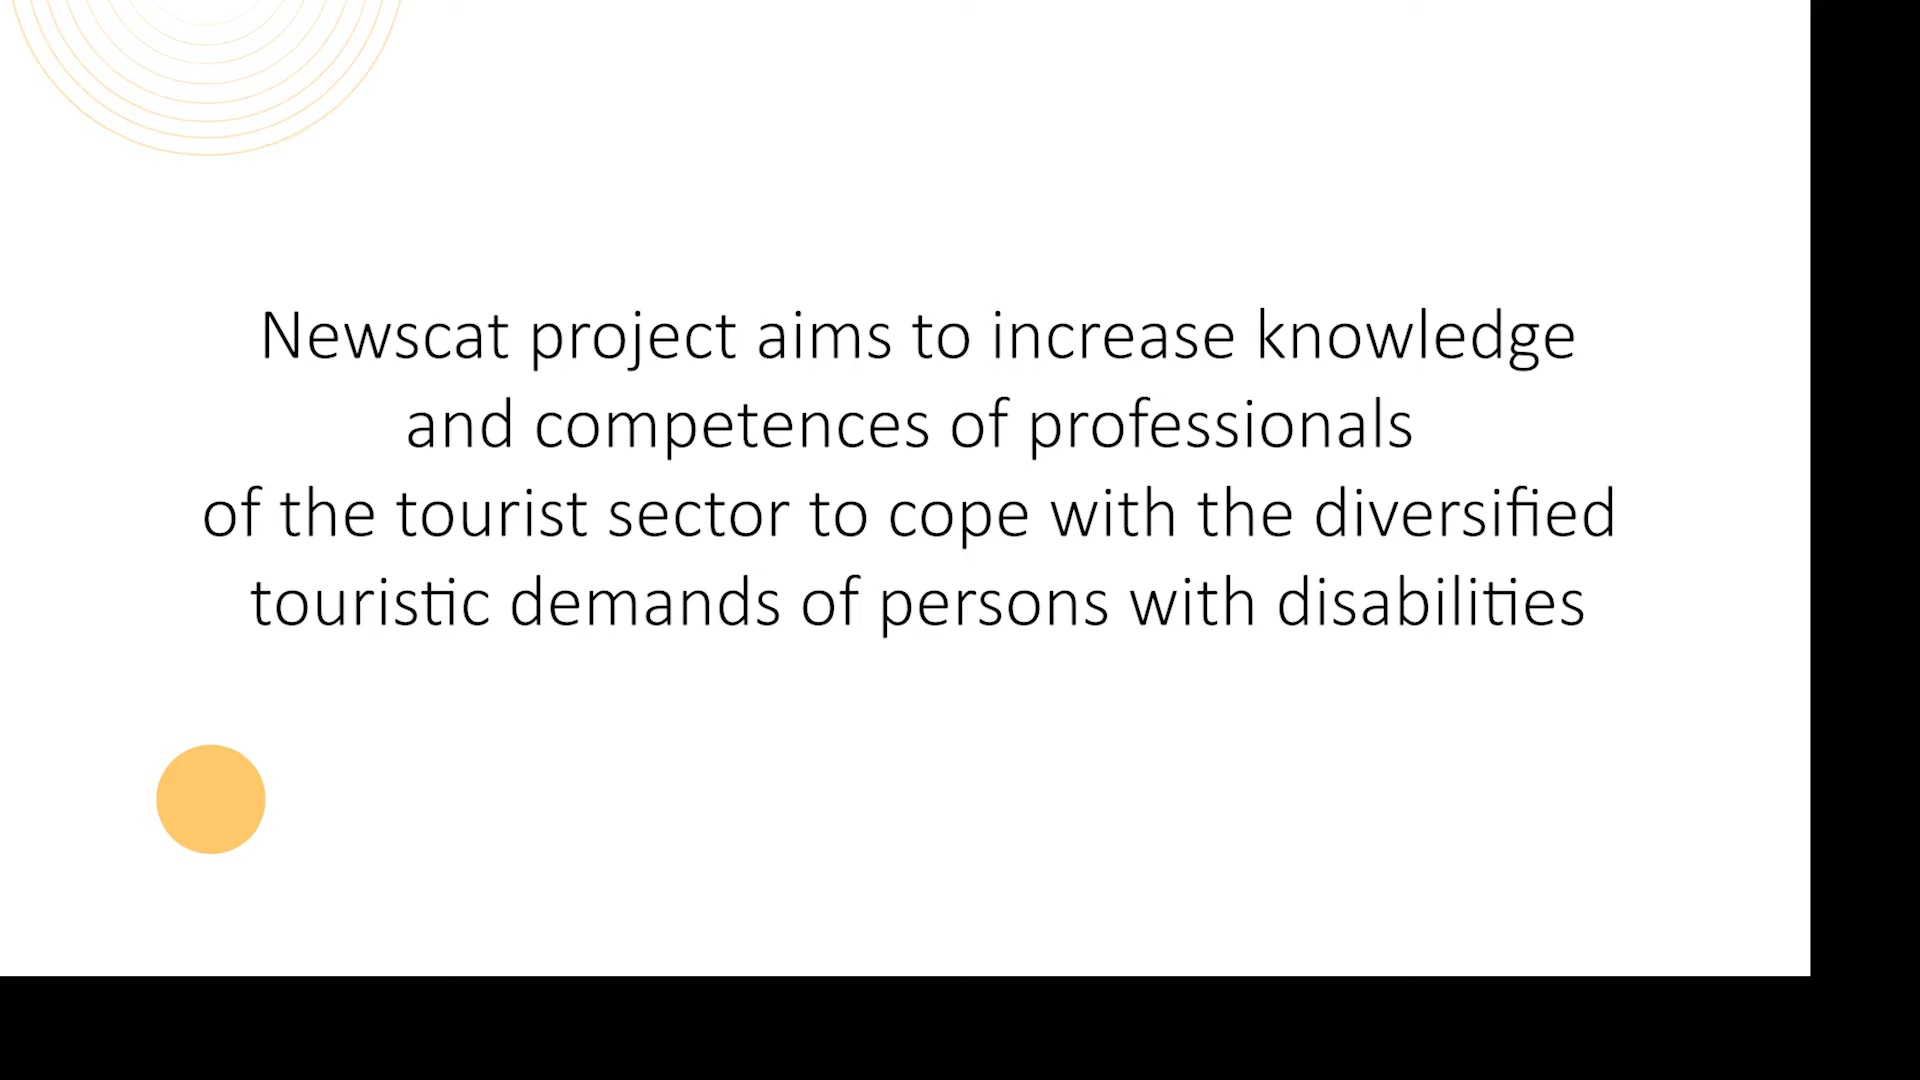 Newscat project aims to increase knowledge
and competences of professionals
of the tourist sector to cope with the diversified
touristic demands of persons with disabilities